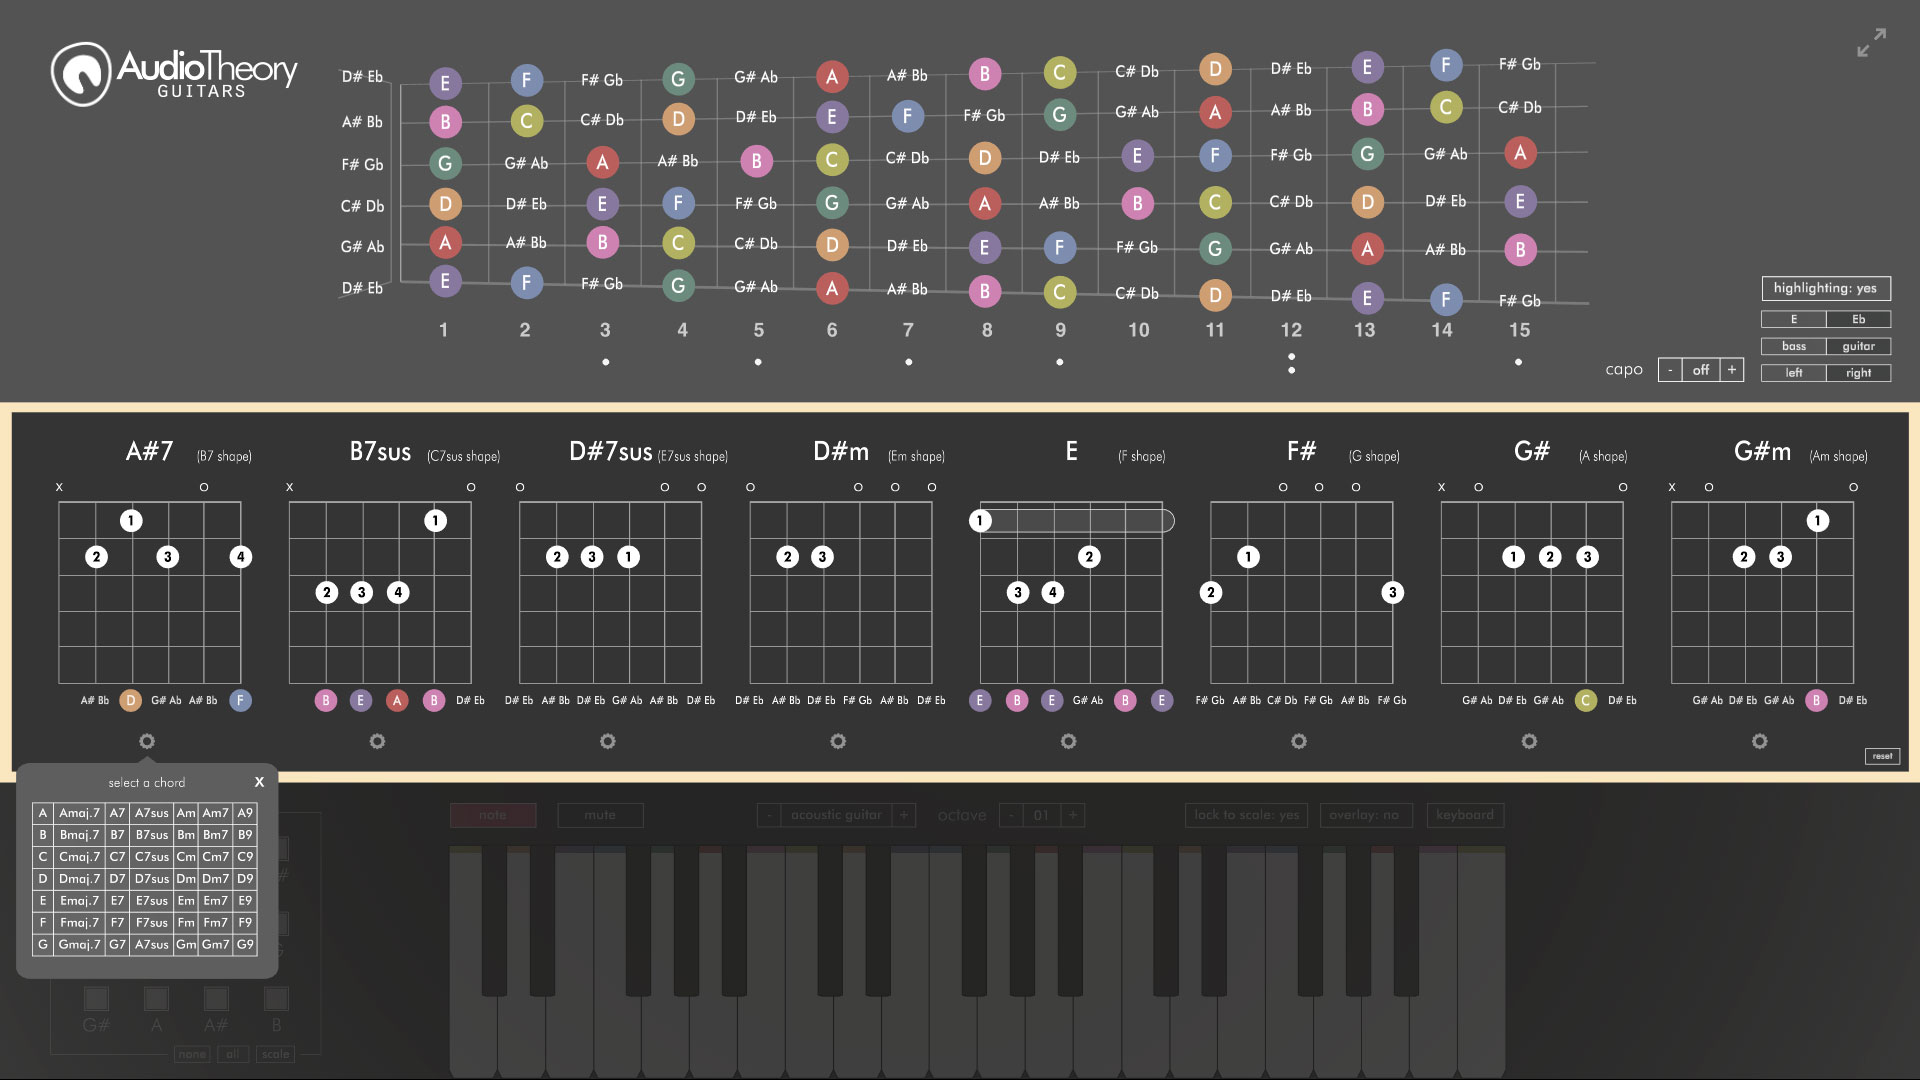 AudioTheory
GUITARS
D# Eb E F F# Gb G G# Ab A A# Bb B C C# Db D D# Eb E F F# Gb
A# Bb B C C# Db D D# Eb E F F# Gb G G# Ab A A# Bb B C C# Db
F# Gb G G# Ab A A# Bb B C C# Db D D# Eb E F F# Gb G G# Ab A
C# Db D D# Eb E F F# Gb G G# Ab A A# Bb B C C# Db D D# Eb E
G# Ab A A# Bb B C C# Db D D# Eb E F F# Gb G G# Ab A A# Bb B
D# Eb E F F# Gb G G# Ab A A# Bb B C C# Db D D# Eb E F F# Gb
1 2 3 4 5 6 7 8 9 10 11 12 13 14 15
highlighting: yes
E Eb
bass guitar
capo - off + left right
A#7 (B7 shape) B7sus (C7sus shape) D#7sus (E7sus shape) D#m (Em shape) E (F shape) F# (G shape) G# (A shape) G#m (Am shape)
x o x o o o o o o o o o o o x o o x o o
1 1 1 1
2 3 4 2 3 1 2 3 2 1 1 2 3 2 3
2 3 4 3 4 2 3
A# Bb D G# Ab A# Bb F B E A B D# Eb D# Eb A# Bb D# Eb G# Ab A# Bb D# Eb D# Eb A# Bb D# Eb F# Gb A# Bb D# Eb E B E G# Ab B E F# Gb A# Bb C# Db F# Gb A# Bb F# Gb G# Ab D# Eb G# Ab C D# Eb G# Ab D# Eb G# Ab B D# Eb
reset
select a chord X
A Amaj.7 A7 A7sus Am Am7 A9
B Bmaj.7 B7 B7sus Bm Bm7 B9
C Cmaj.7 C7 C7sus Cm Cm7 C9
D Dmaj.7 D7 D7sus Dm Dm7 D9
E Emaj.7 E7 E7sus Em Em7 E9
F Fmaj.7 F7 F7sus Fm Fm7 F9
G Gmaj.7 G7 A7sus Gm Gm7 G9
note mute - acoustic guitar + octave - 01 + lock to scale: yes overlay: no keyboard
G# A A# B
none all scale